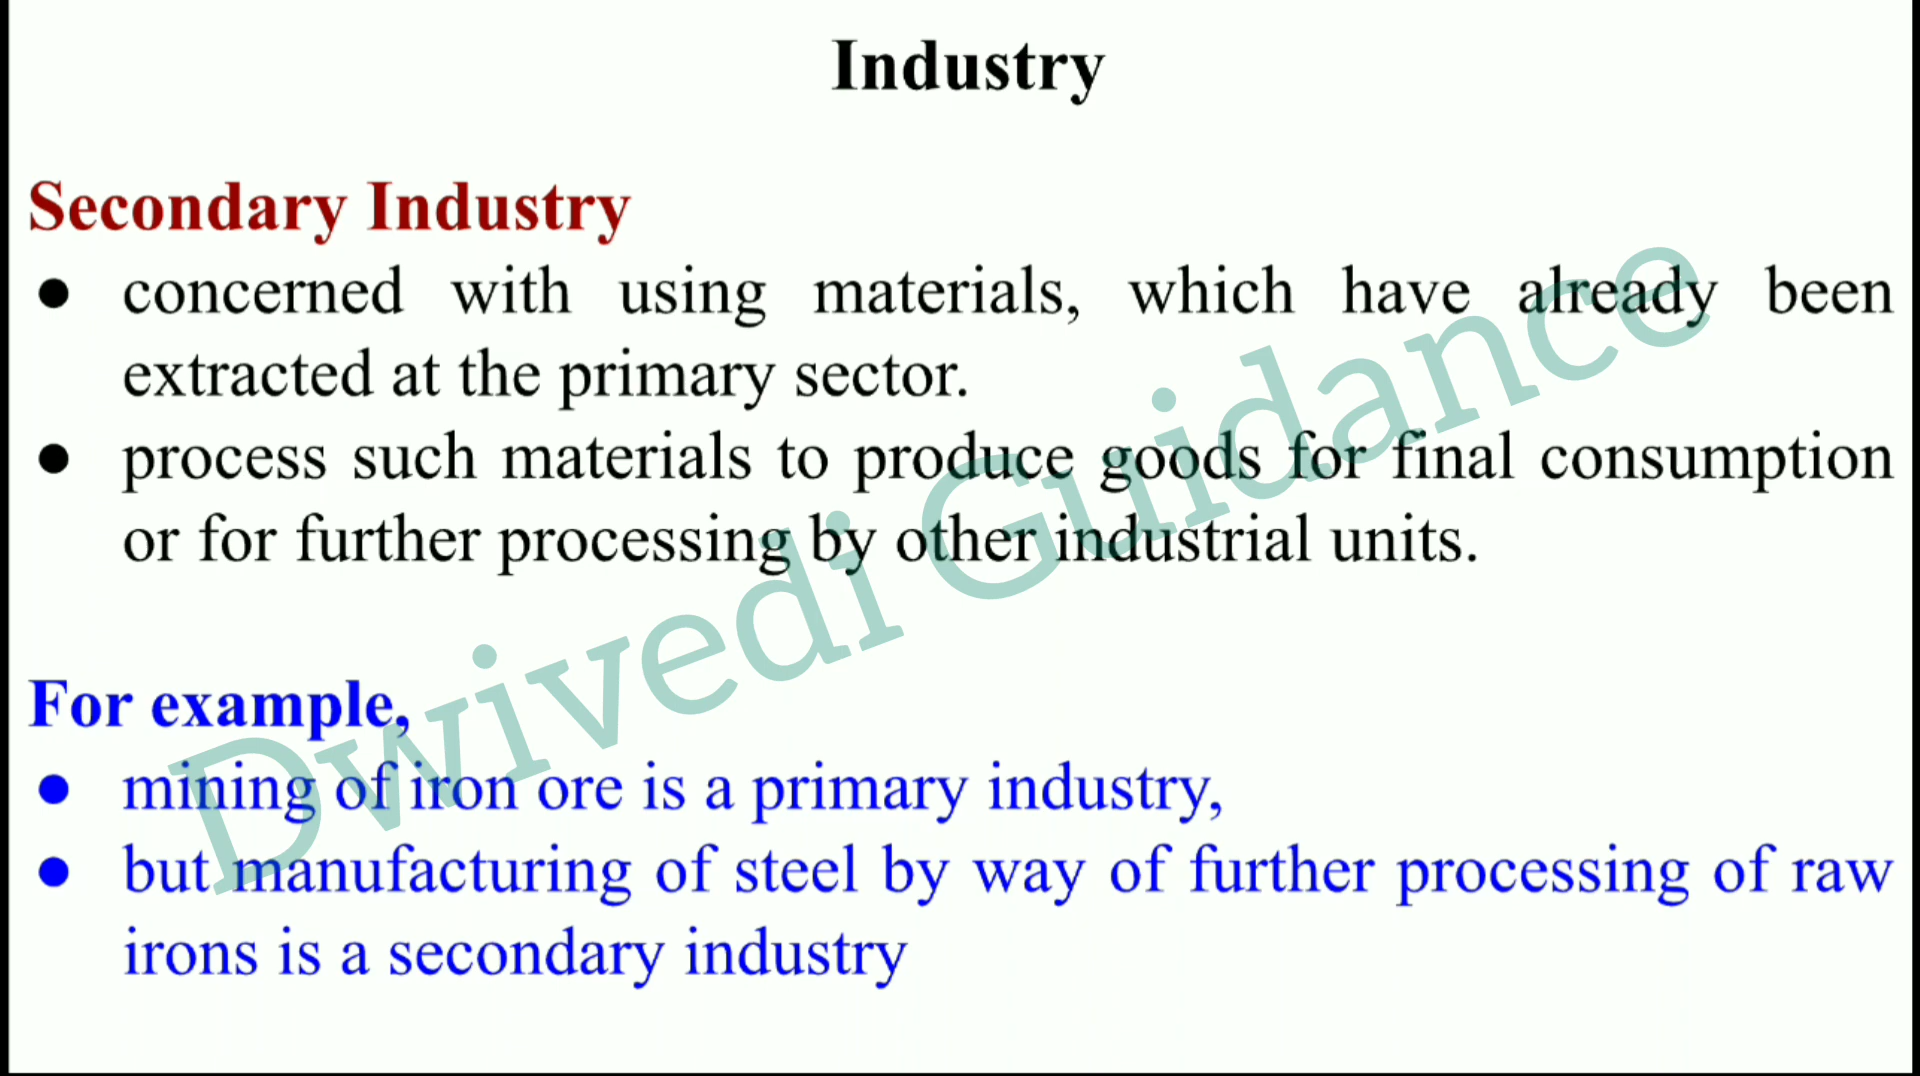 Industry
Secondary Industry
● concerned with using materials, which have already been
extracted at the primary sector.
● process such materials to produce goods for final consumption
or for further processing by other industrial units.
For example,
● mining of iron ore is a primary industry,
● but manufacturing of steel by way of further processing of raw
irons is a secondary industry
Dwivedi Guidance